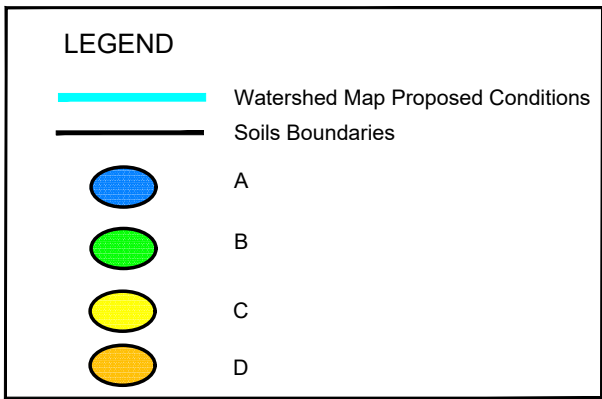 LEGEND
Watershed Map Proposed Conditions
Soils Boundaries
A
B
C
D